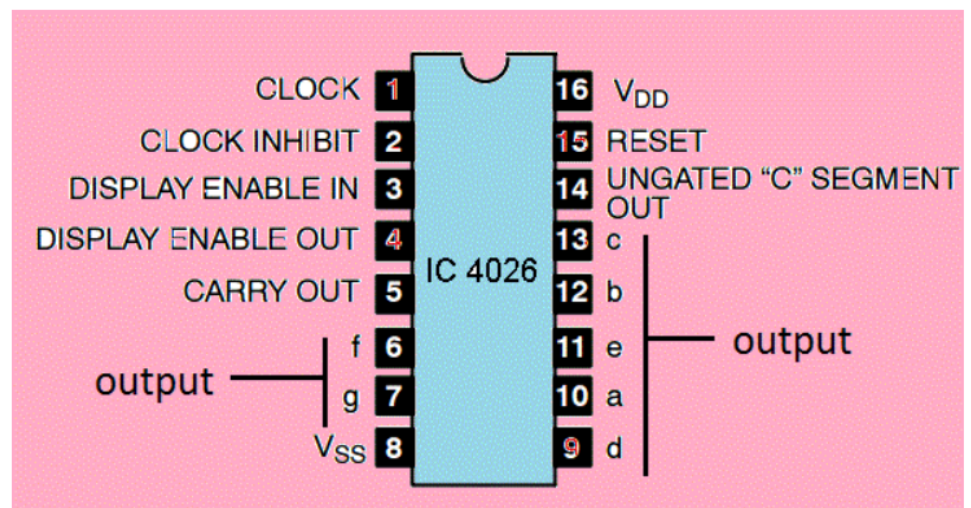 CLOCK 1
CLOCK INHIBIT 2
DISPLAY ENABLE IN 3
DISPLAY ENABLE OUT 4
CARRY OUT 5
f 6
output
g 7
VSS 8
IC 4026
16 VDD
15 RESET
14 UNGATED “C” SEGMENT
OUT
13 c
12 b
11 e
output
10 a
9 d